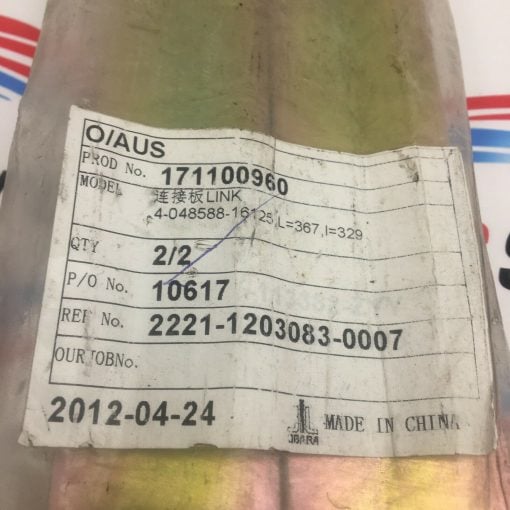 O/AUS
PROD No. 171100960
MODEL 连接板LINK
4-048588-16125,L=367,l=329
QTY 2/2
P/O No. 10617
REF No. 2221-1203083-0007
OUR JOBNo.
2012-04-24 JBARA MADE IN CHINA